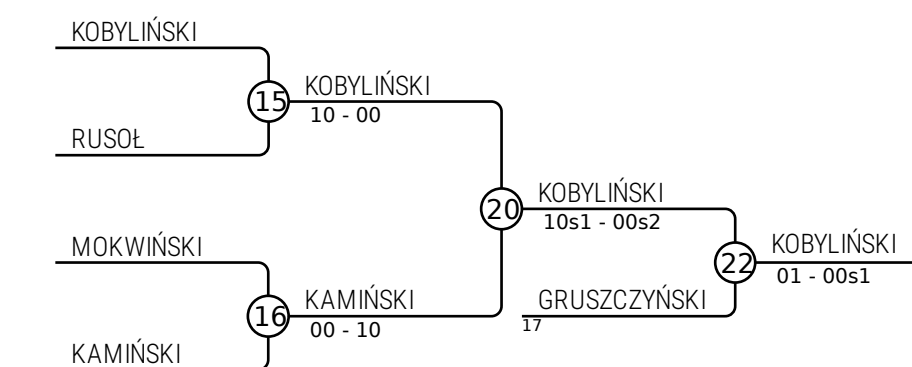 KOBYLIŃSKI
15
KOBYLIŃSKI
10 - 00
RUSOŁ
20
KOBYLIŃSKI
10s1 - 00s2
MOKWIŃSKI
22
KOBYLIŃSKI
01 - 00s1
16
KAMIŃSKI
00 - 10
GRUSZCZYŃSKI
17
KAMIŃSKI